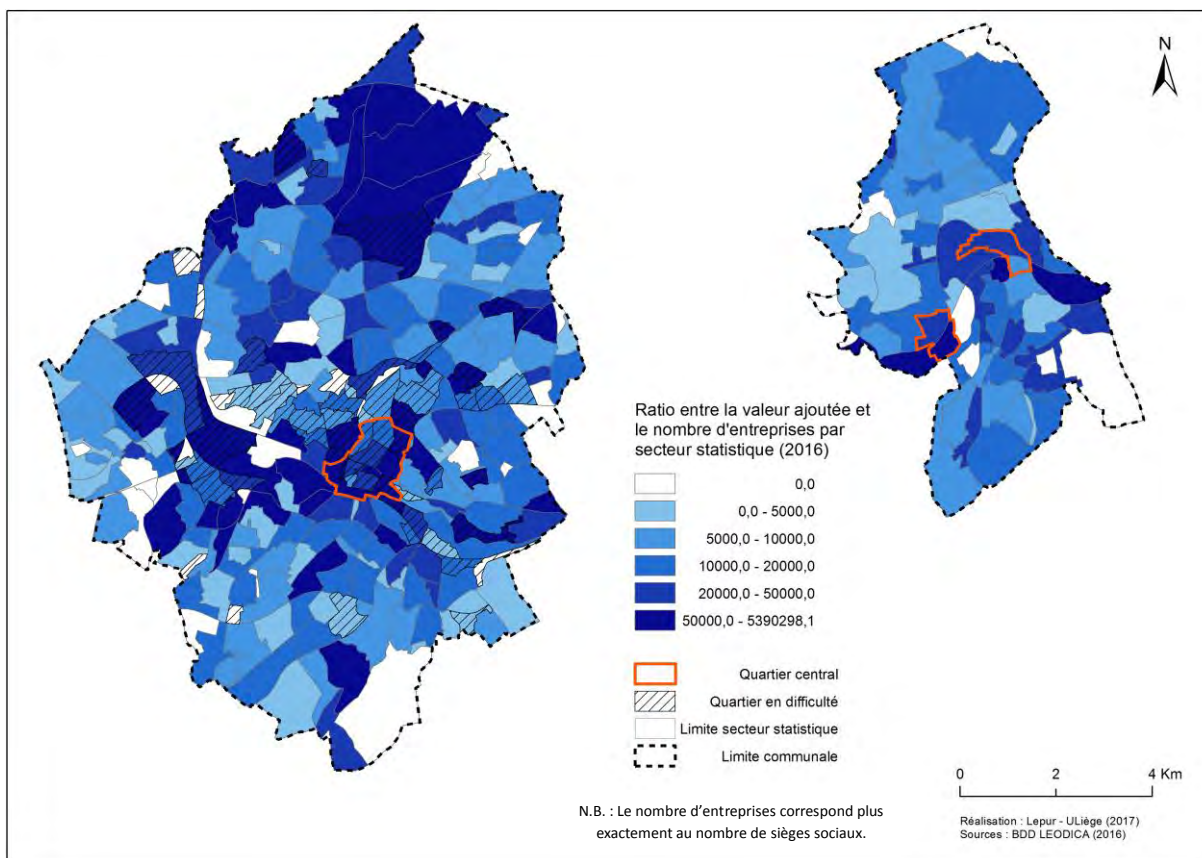 N
Ratio entre la valeur ajoutée et
le nombre d'entreprises par
secteur statistique (2016)
0,0
0,0 - 5000,0
5000,0 - 10000,0
10000,0 - 20000,0
20000,0 - 50000,0
50000,0 - 5390298,1
Quartier central
Quartier en difficulté
Limite secteur statistique
Limite communale
0 2 4 Km
N.B. : Le nombre d’entreprises correspond plus
exactement au nombre de sièges sociaux.
Réalisation : Lepur - ULiège (2017)
Sources : BDD LEODICA (2016)